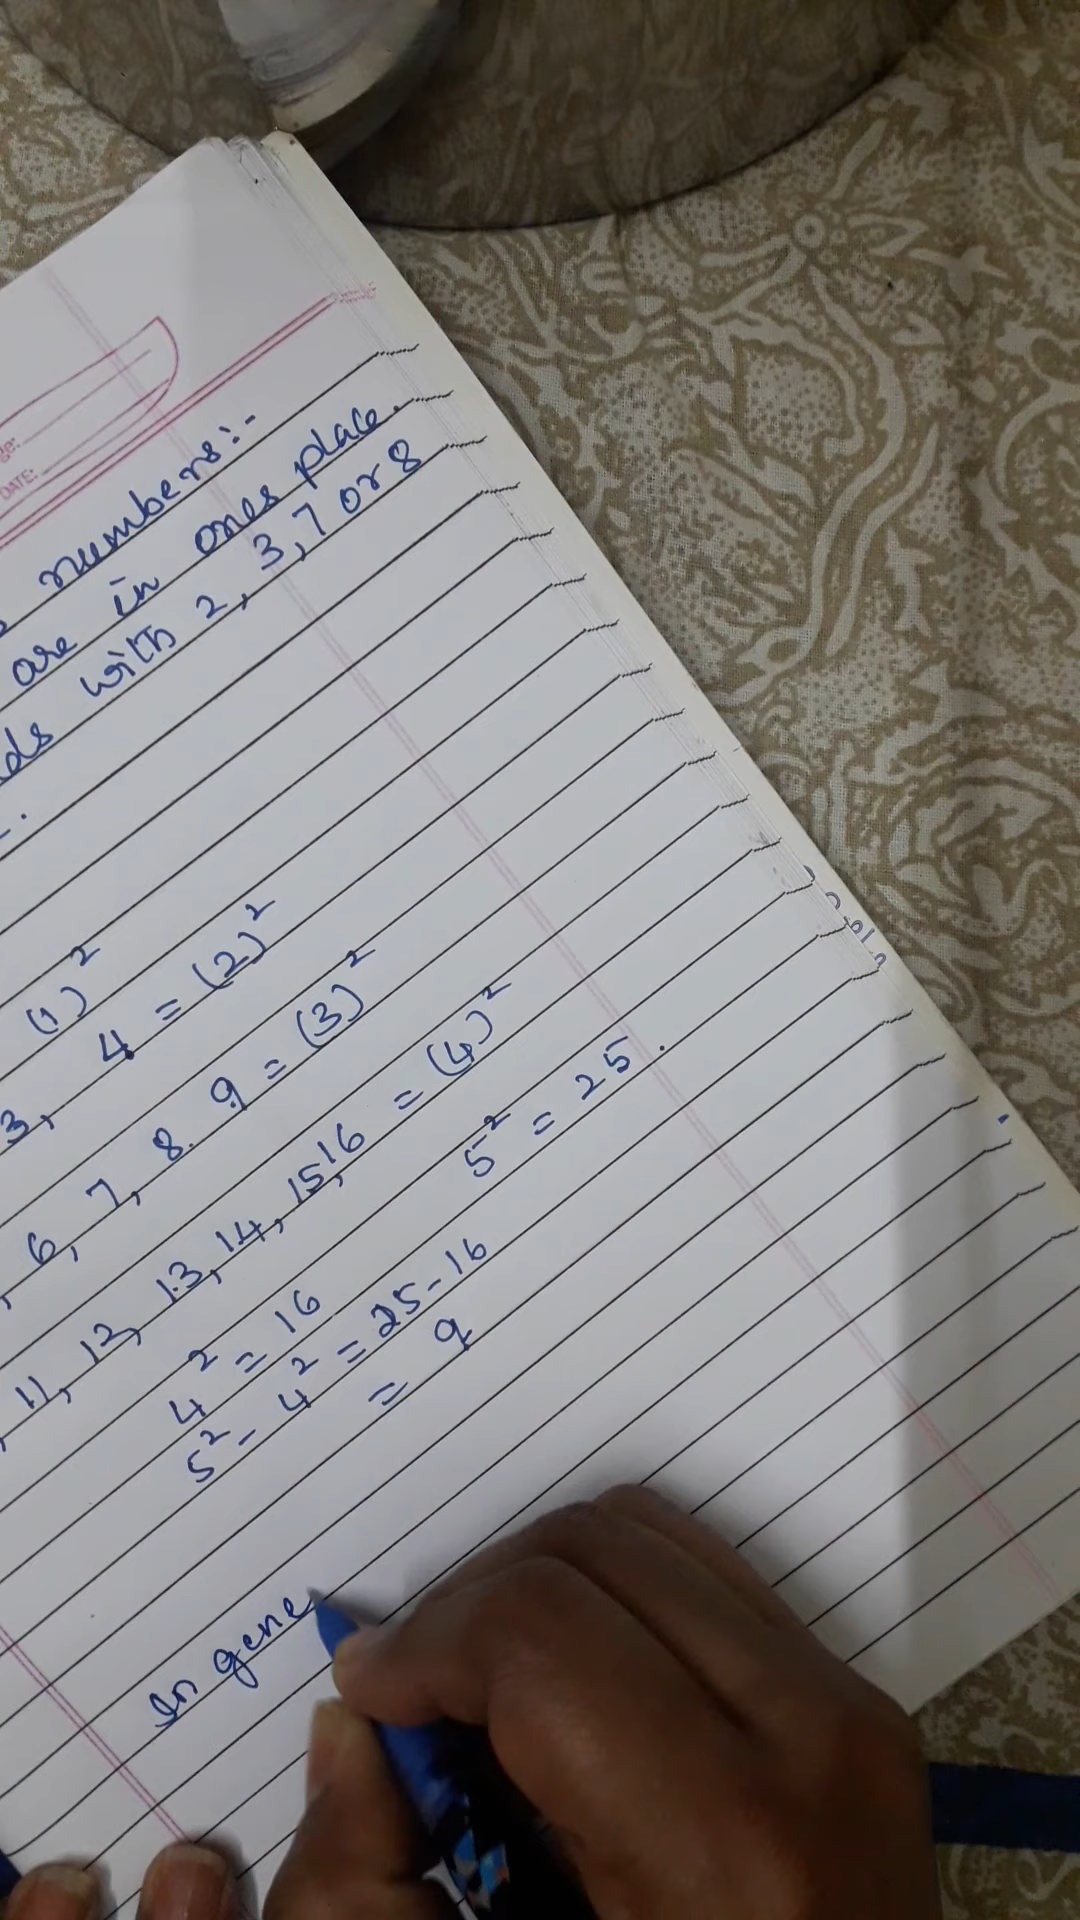 DATE:
numbers:-
are in ones place.
with 2, 3, 7 or 8
(1)²
3, 4 = (2)²
6, 7, 8. 9 = (3)²
11, 12, 13, 14, 15, 16 = (4)²
5² = 25.
4² = 16
5² - 4² = 25 - 16
= 9
In gene